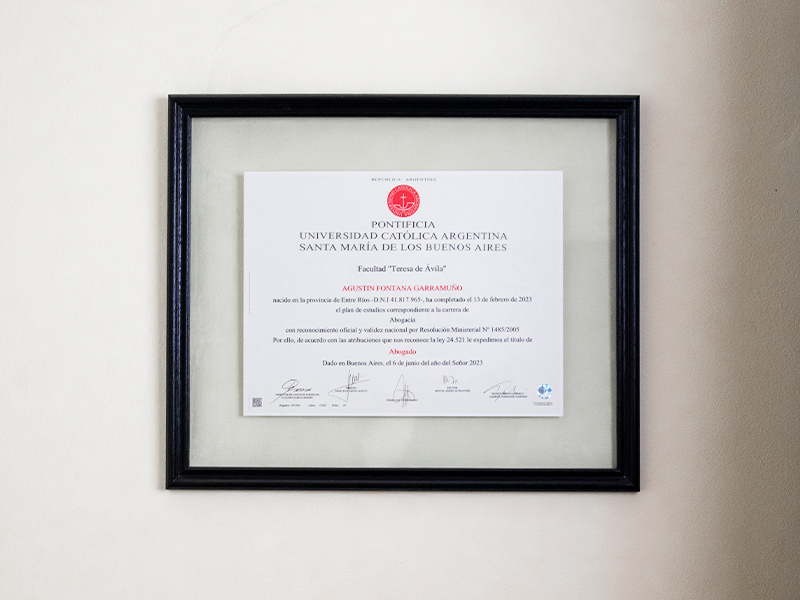 REPÚBLICA ARGENTINA
PONTIFICIA
UNIVERSIDAD CATÓLICA ARGENTINA
SANTA MARÍA DE LOS BUENOS AIRES
Facultad "Teresa de Ávila"
AGUSTIN FONTANA GARRAMUÑO
nacido en la provincia de Entre Ríos -D.N.I 41.817.965-, ha completado el 13 de febrero de 2023
el plan de estudios correspondiente a la carrera de
Abogacía
con reconocimiento oficial y validez nacional por Resolución Ministerial Nº 1485/2005
Por ello, de acuerdo con las atribuciones que nos reconoce la ley 24.521 le expedimos el título de
Abogado
Dado en Buenos Aires, el 6 de junio del año del Señor 2023